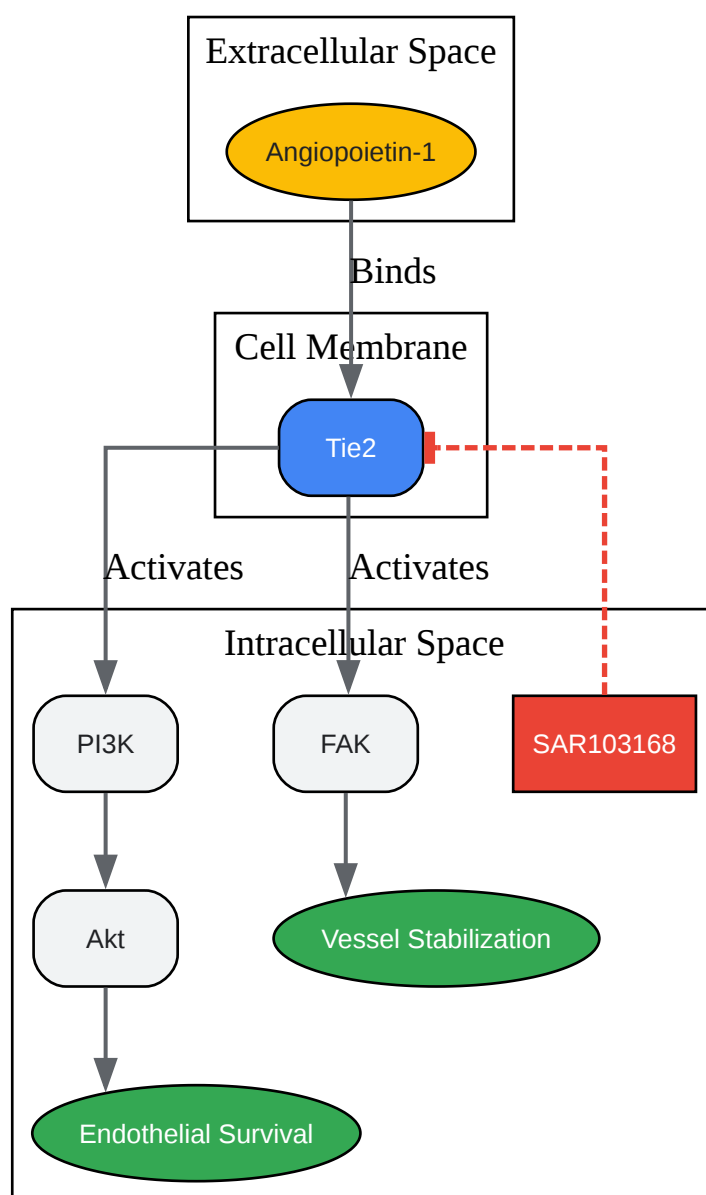 Extracellular Space
Angiopoietin-1
Binds
Cell Membrane
Tie2
Activates
Activates
Intracellular Space
PI3K
FAK
SAR103168
Akt
Vessel Stabilization
Endothelial Survival